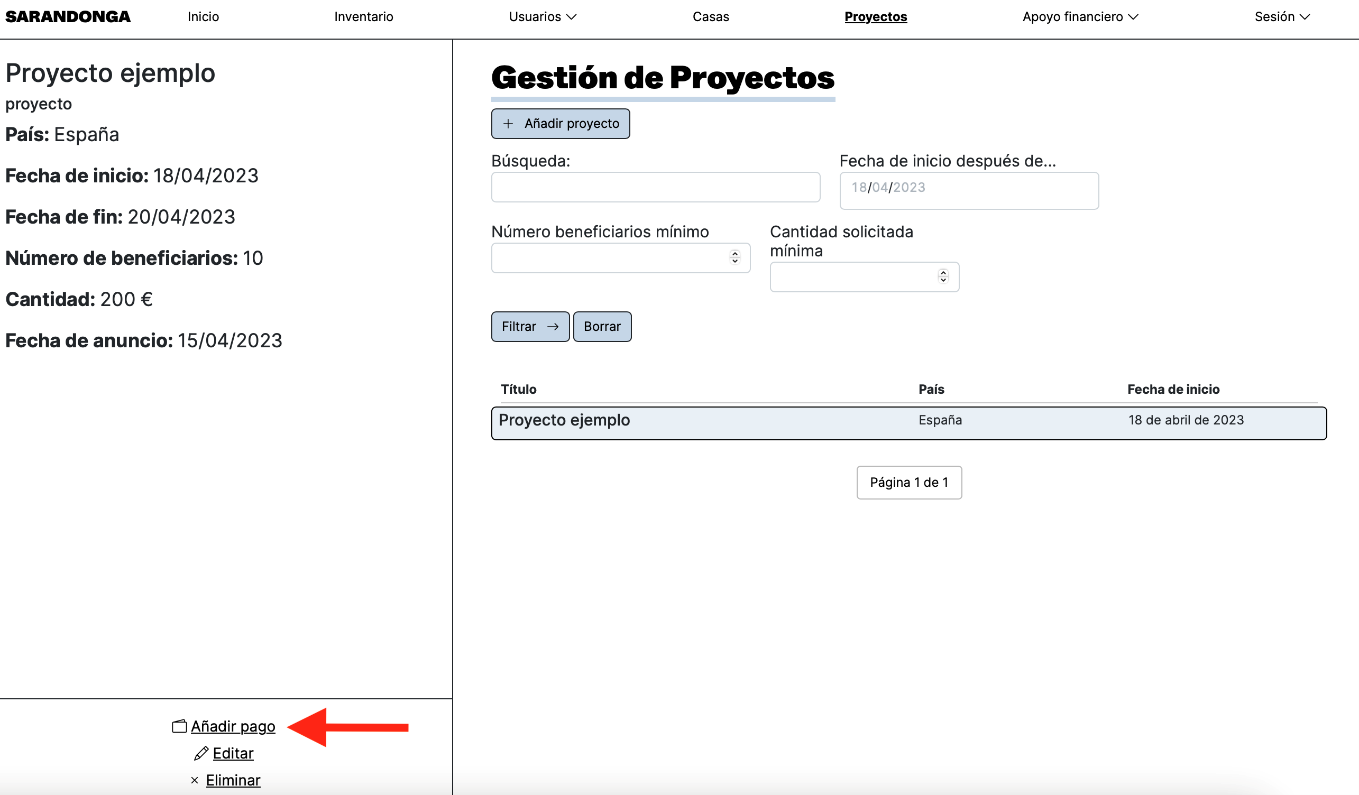 SARANDONGA Inicio Inventario Usuarios Casas Proyectos Apoyo financiero Sesión
Proyecto ejemplo
proyecto
País: España
Fecha de inicio: 18/04/2023
Fecha de fin: 20/04/2023
Número de beneficiarios: 10
Cantidad: 200 €
Fecha de anuncio: 15/04/2023
Añadir pago
Editar
× Eliminar
Gestión de Proyectos
+ Añadir proyecto
Búsqueda: Fecha de inicio después de...
18/04/2023
Número beneficiarios mínimo Cantidad solicitada
mínima
Filtrar → Borrar
Título País Fecha de inicio
Proyecto ejemplo España 18 de abril de 2023
Página 1 de 1